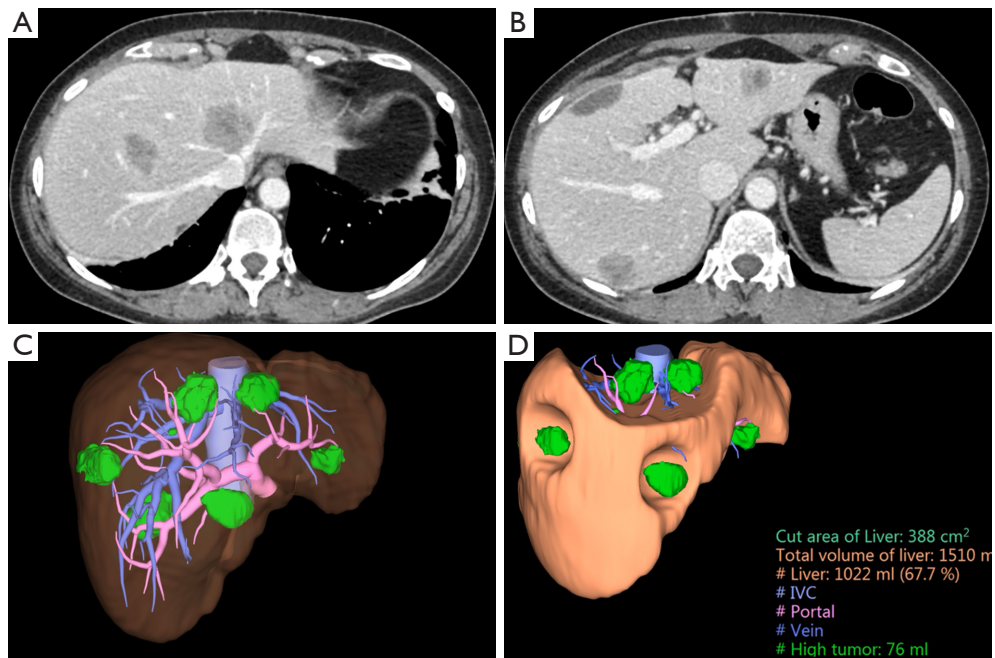 A
B
C
D
Cut area of Liver: 388 cm²
Total volume of liver: 1510 m
# Liver: 1022 ml (67.7 %)
# IVC
# Portal
# Vein
# High tumor: 76 ml